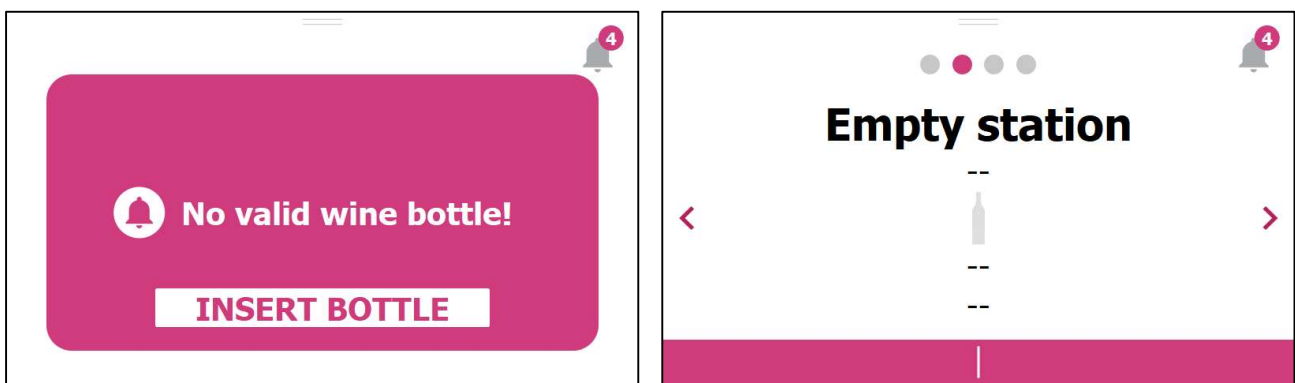 4
No valid wine bottle!
INSERT BOTTLE
4
Empty station
--
--
--